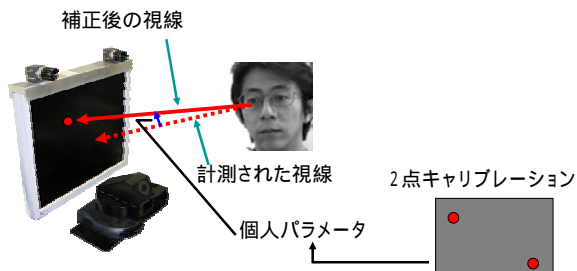 補正後の視線
計測された視線
2点キャリブレーション
個人パラメータ